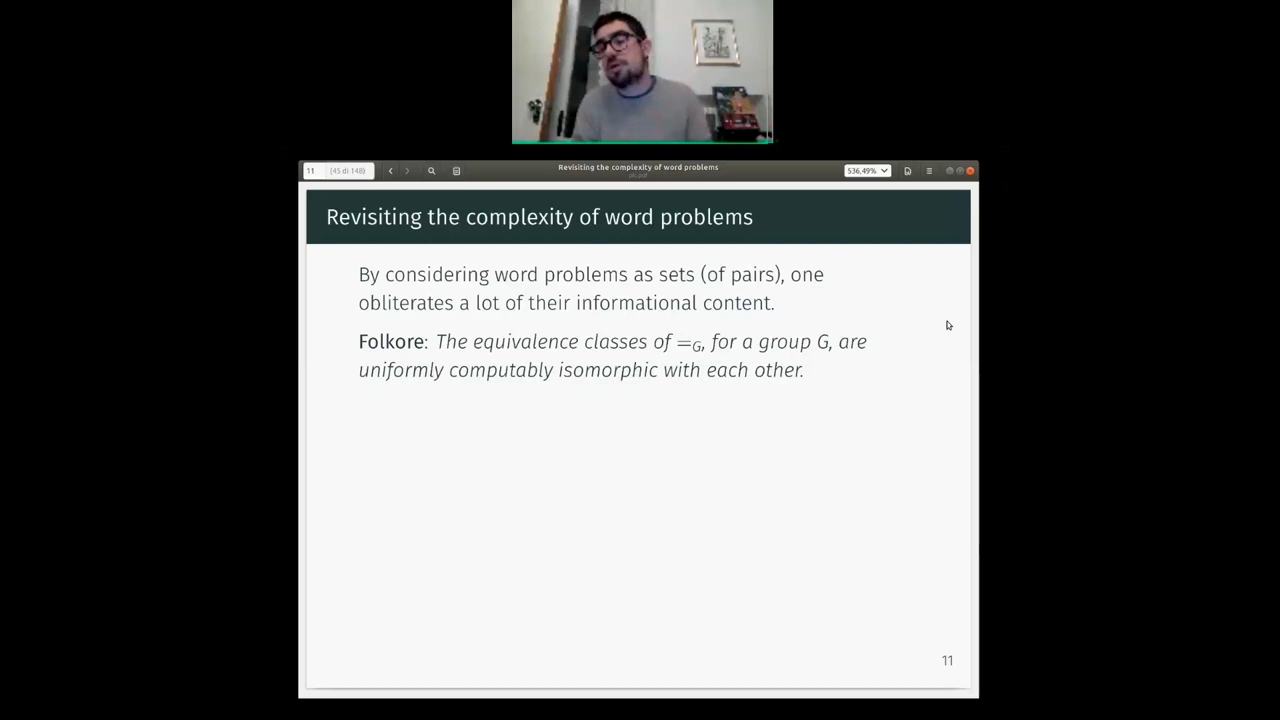 11 (45 di 148)
Revisiting the complexity of word problems
plc.pdf
536,49%
Revisiting the complexity of word problems
By considering word problems as sets (of pairs), one
obliterates a lot of their informational content.
Folkore: The equivalence classes of =G, for a group G, are
uniformly computably isomorphic with each other.
11